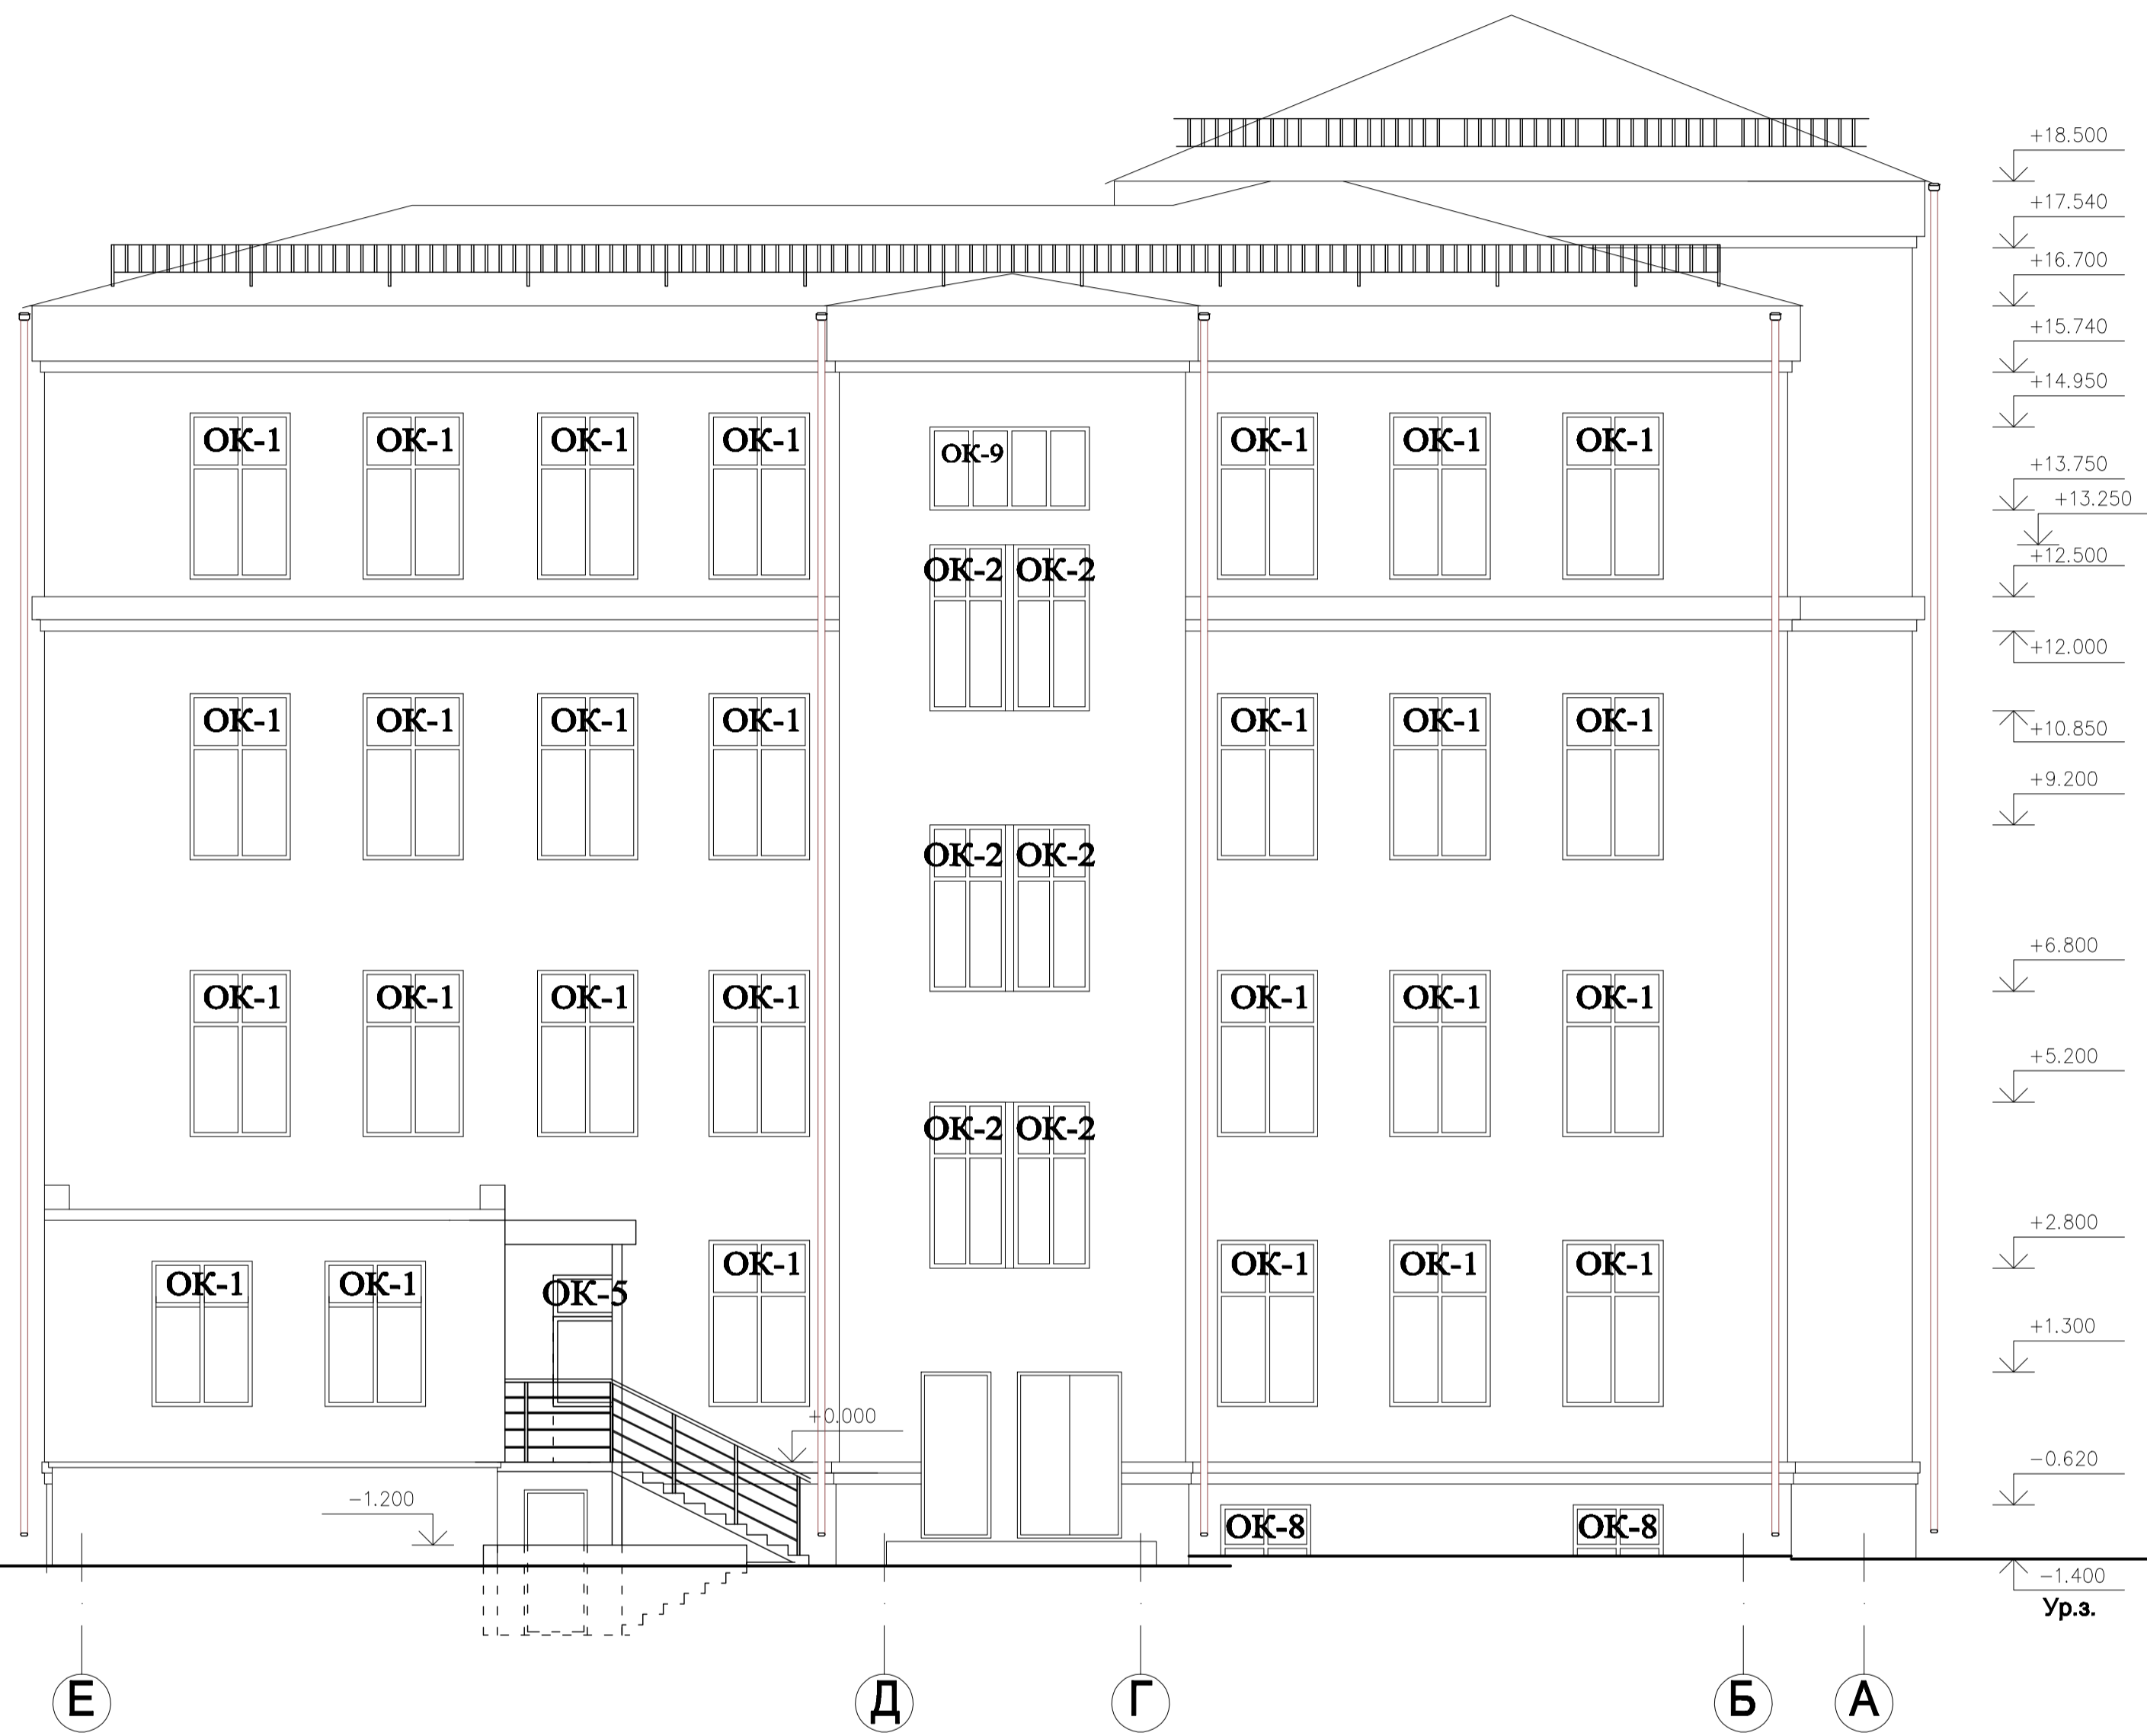 +18.500
+17.540
+16.700
+15.740
+14.950
ОК-1 ОК-1 ОК-1 ОК-1 ОК-9 ОК-1 ОК-1 ОК-1
+13.750
+13.250
+12.500
ОК-2 ОК-2
+12.000
ОК-1 ОК-1 ОК-1 ОК-1 ОК-1 ОК-1 ОК-1
+10.850
+9.200
ОК-2 ОК-2
+6.800
ОК-1 ОК-1 ОК-1 ОК-1 ОК-1 ОК-1 ОК-1
+5.200
ОК-2 ОК-2
+2.800
ОК-1 ОК-1 ОК-1 ОК-1
ОК-1 ОК-1 ОК-5
+1.300
+0.000
-0.620
-1.200
ОК-8 ОК-8
-1.400
Ур.з.
Е Д Г Б А